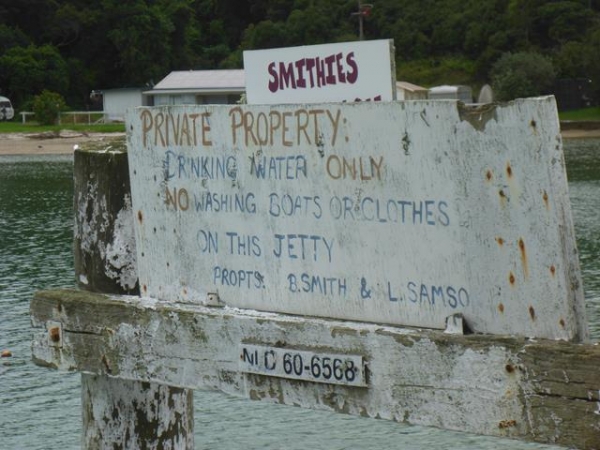 SMITHIES
PRIVATE PROPERTY:
DRINKING WATER ONLY
NO WASHING BOATS OR CLOTHES
ON THIS JETTY
PROPTS: B.SMITH & L.SAMSO
60-6568